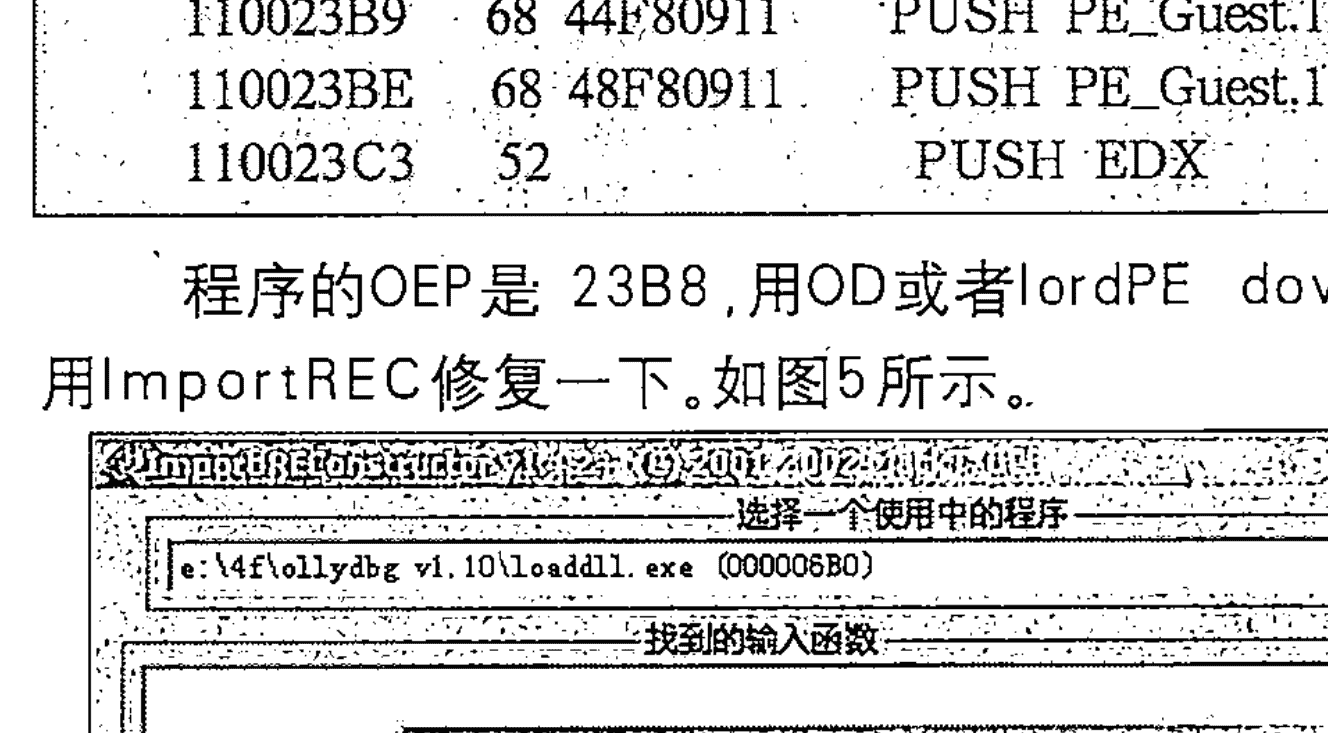 110023B9 68 44F80911 PUSH PE_Guest.1
110023BE 68 48F80911 PUSH PE_Guest.1
110023C3 52 PUSH EDX
程序的OEP是 23B8,用OD或者lordPE dov
用ImportREC修复一下。如图5所示。
选择一个使用中的程序
e:\4f\ollydbg v1.10\loaddll.exe (000006B0)
找到的输入函数